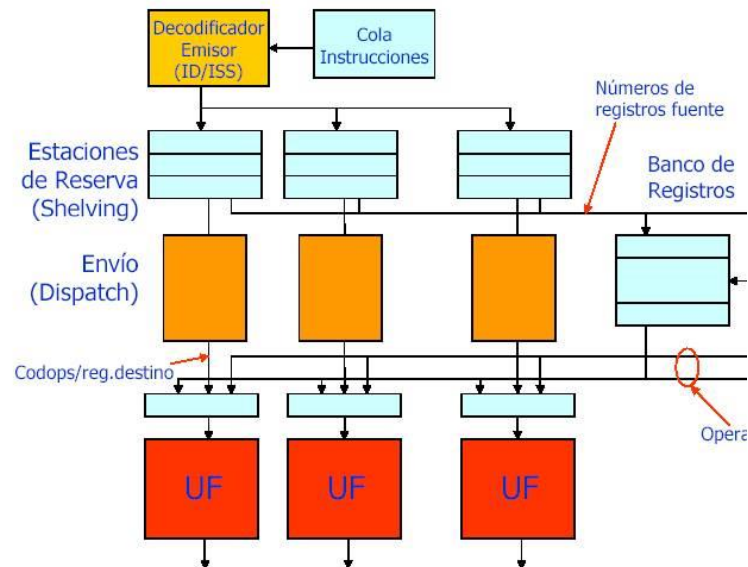 Decodificador
Emisor
(ID/ISS)
Cola
Instrucciones
Números de
registros fuente
Estaciones
de Reserva
(Shelving)
Banco de
Registros
Envío
(Dispatch)
Codops/reg.destino
Opera
UF
UF
UF